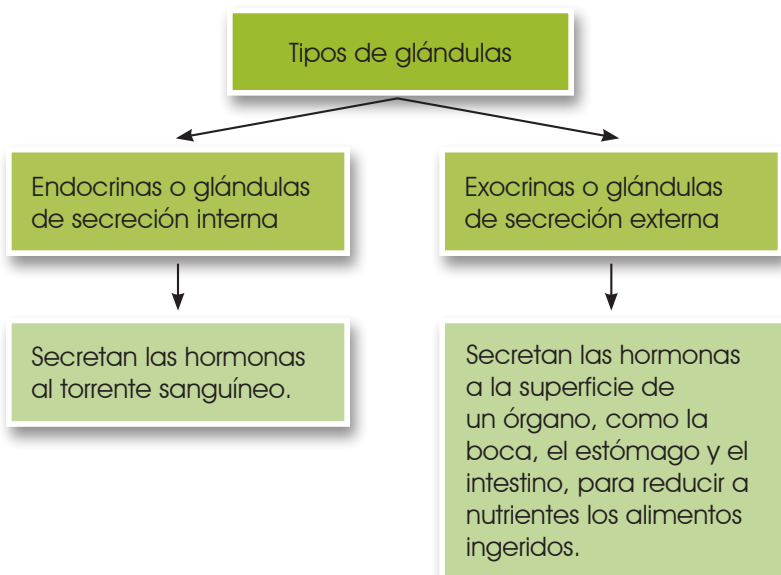 Tipos de glándulas
Endocrinas o glándulas
de secreción interna
Secretan las hormonas
al torrente sanguíneo.
Exocrinas o glándulas
de secreción externa
Secretan las hormonas
a la superficie de
un órgano, como la
boca, el estómago y el
intestino, para reducir a
nutrientes los alimentos
ingeridos.